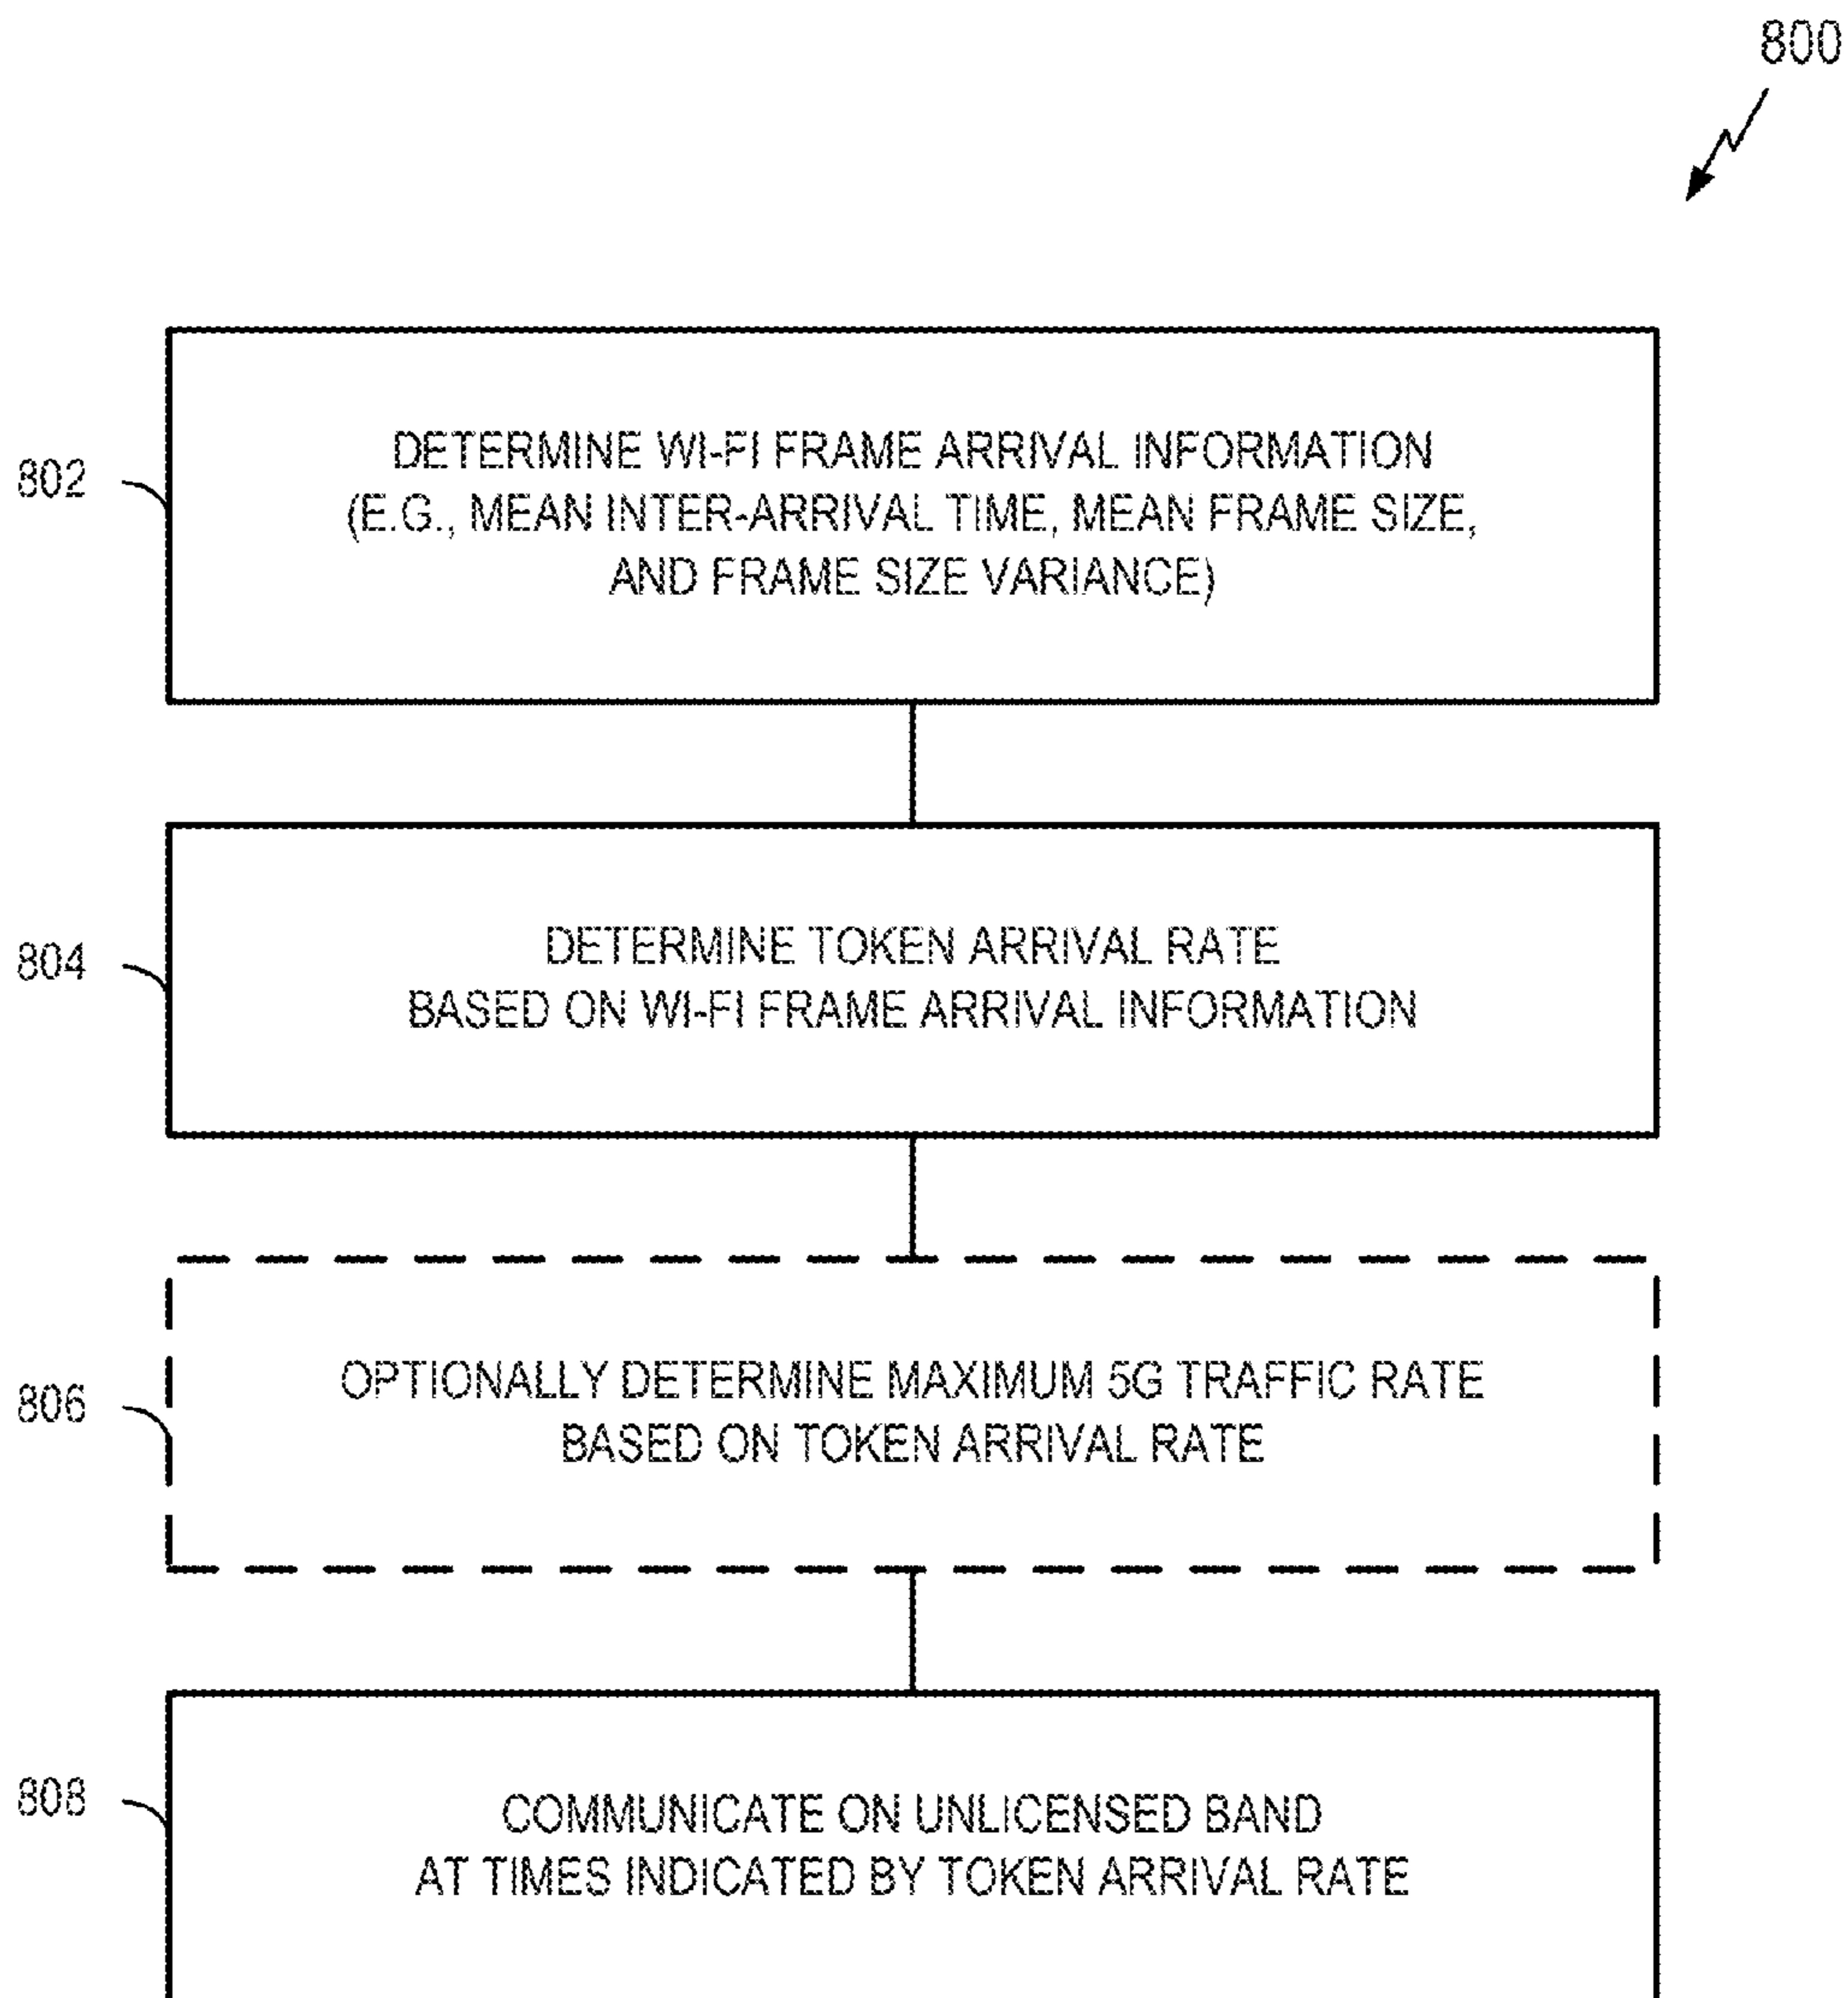 800
802
DETERMINE WI-FI FRAME ARRIVAL INFORMATION
(E.G., MEAN INTER-ARRIVAL TIME, MEAN FRAME SIZE,
AND FRAME SIZE VARIANCE)
804
DETERMINE TOKEN ARRIVAL RATE
BASED ON WI-FI FRAME ARRIVAL INFORMATION
806
OPTIONALLY DETERMINE MAXIMUM 5G TRAFFIC RATE
BASED ON TOKEN ARRIVAL RATE
808
COMMUNICATE ON UNLICENSED BAND
AT TIMES INDICATED BY TOKEN ARRIVAL RATE